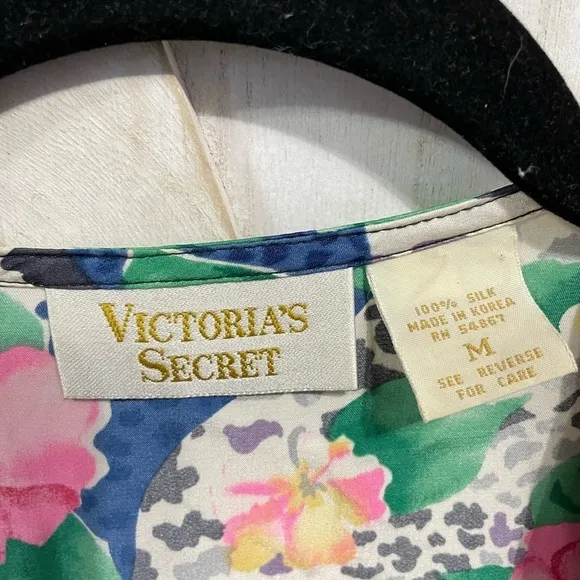 VICTORIA'S
SECRET
100% SILK
MADE IN KOREA
RN 54867
M
SEE REVERSE
FOR CARE